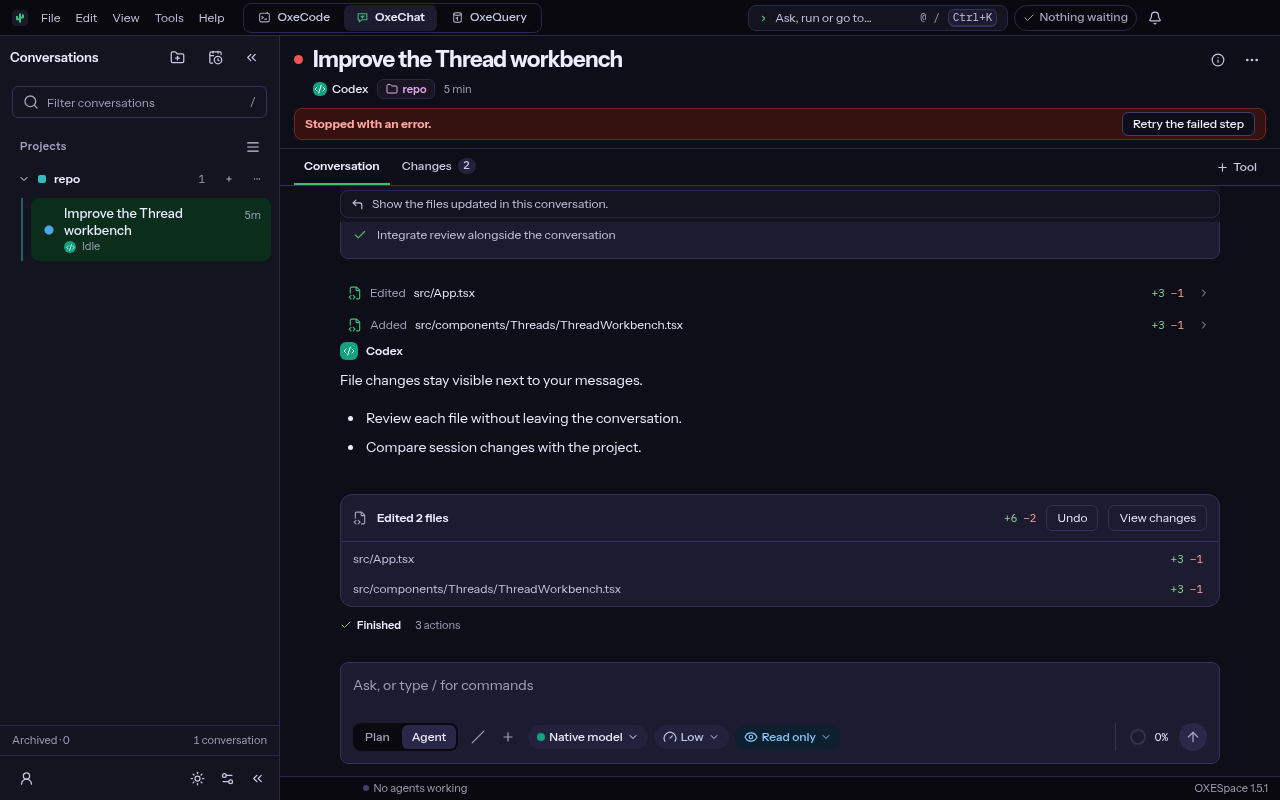 File Edit View Tools Help
OxeCode OxeChat OxeQuery
Ask, run or go to... @ / Ctrl+K
Nothing waiting
Conversations
Filter conversations /
Projects
repo 1 + ...
Improve the Thread workbench 5m
Idle
Archived · 0 1 conversation
Improve the Thread workbench
Codex repo 5 min
Stopped with an error. Retry the failed step
Conversation Changes 2 + Tool
Show the files updated in this conversation.
Integrate review alongside the conversation
Edited src/App.tsx +3 −1
Added src/components/Threads/ThreadWorkbench.tsx +3 −1
Codex
File changes stay visible next to your messages.
• Review each file without leaving the conversation.
• Compare session changes with the project.
Edited 2 files +6 −2 Undo View changes
src/App.tsx +3 −1
src/components/Threads/ThreadWorkbench.tsx +3 −1
Finished 3 actions
Ask, or type / for commands
Plan Agent Native model Low Read only 0%
No agents working OXESpace 1.5.1